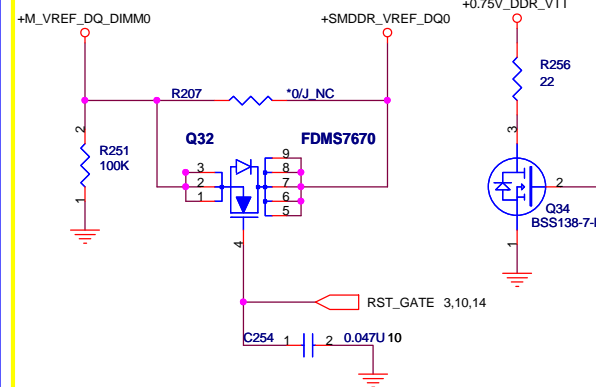 +M_VREF_DQ_DIMM0
+SMDDR_VREF_DQ0
+0.75V_DDR_VTT
R207
*0/J_NC
R256
22
Q32
FDMS7670
2
R251
100K
1
3
2
1
9
8
7
6
5
4
3
2
Q34
BSS138-7-
1
RST_GATE 3,10,14
C254 1 2 0.047U 10